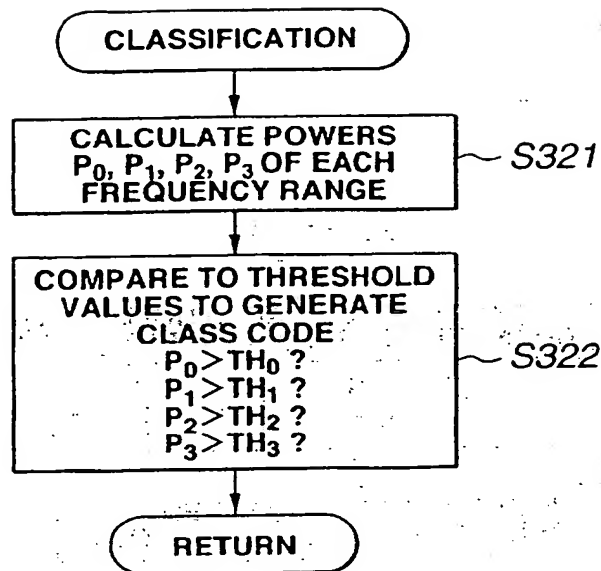 CLASSIFICATION
CALCULATE POWERS
P₀, P₁, P₂, P₃ OF EACH
FREQUENCY RANGE
S321
COMPARE TO THRESHOLD
VALUES TO GENERATE
CLASS CODE
P₀>TH₀ ?
P₁>TH₁ ?
P₂>TH₂ ?
P₃>TH₃ ?
S322
RETURN